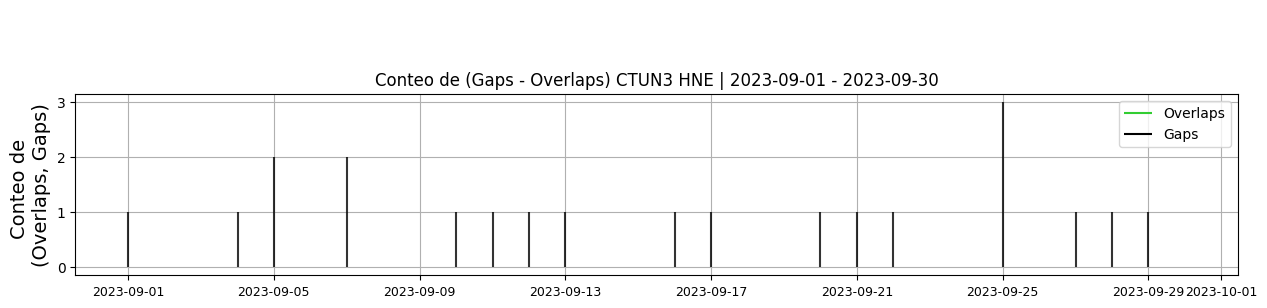 Conteo de (Gaps - Overlaps) CTUN3 HNE | 2023-09-01 - 2023-09-30
Conteo de
(Overlaps, Gaps)
3
2
1
0
Overlaps
Gaps
2023-09-01 2023-09-05 2023-09-09 2023-09-13 2023-09-17 2023-09-21 2023-09-25 2023-09-29 2023-10-01